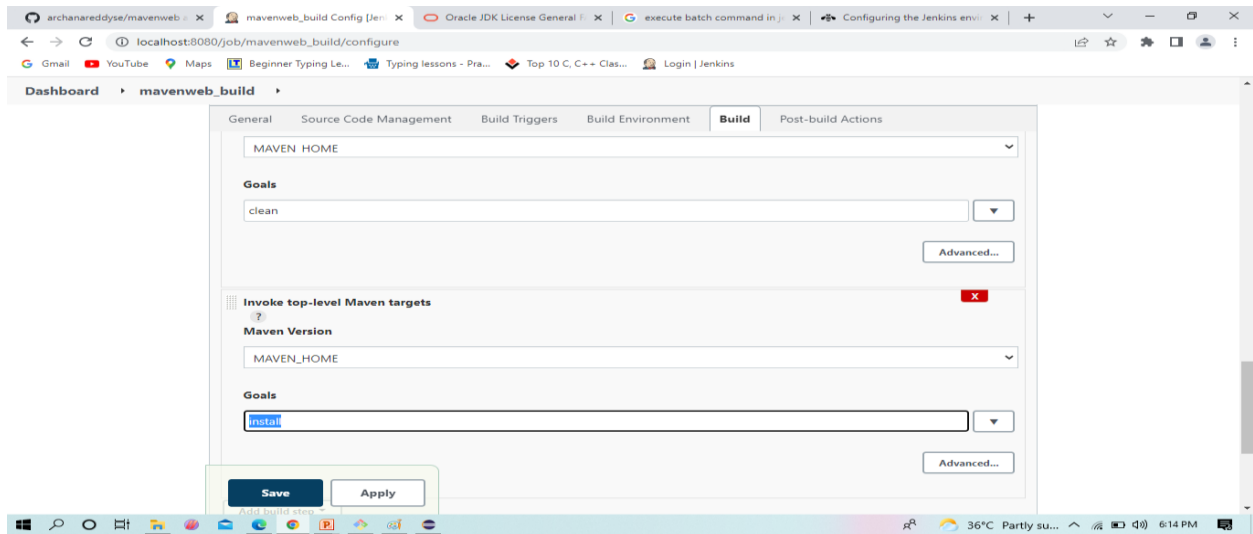 archanareddyse/mavenweb a
mavenweb_build Config [Jen
Oracle JDK License General F
execute batch command in j
Configuring the Jenkins envi
localhost:8080/job/mavenweb_build/configure
Gmail YouTube Maps Beginner Typing Le... Typing lessons - Pra... Top 10 C, C++ Clas... Login | Jenkins
Dashboard mavenweb_build
General Source Code Management Build Triggers Build Environment Build Post-build Actions
MAVEN_HOME
Goals
clean
Advanced...
Invoke top-level Maven targets
X
?
Maven Version
MAVEN_HOME
Goals
install
Advanced...
Save Apply
Add build step
36°C Partly su... 6:14 PM